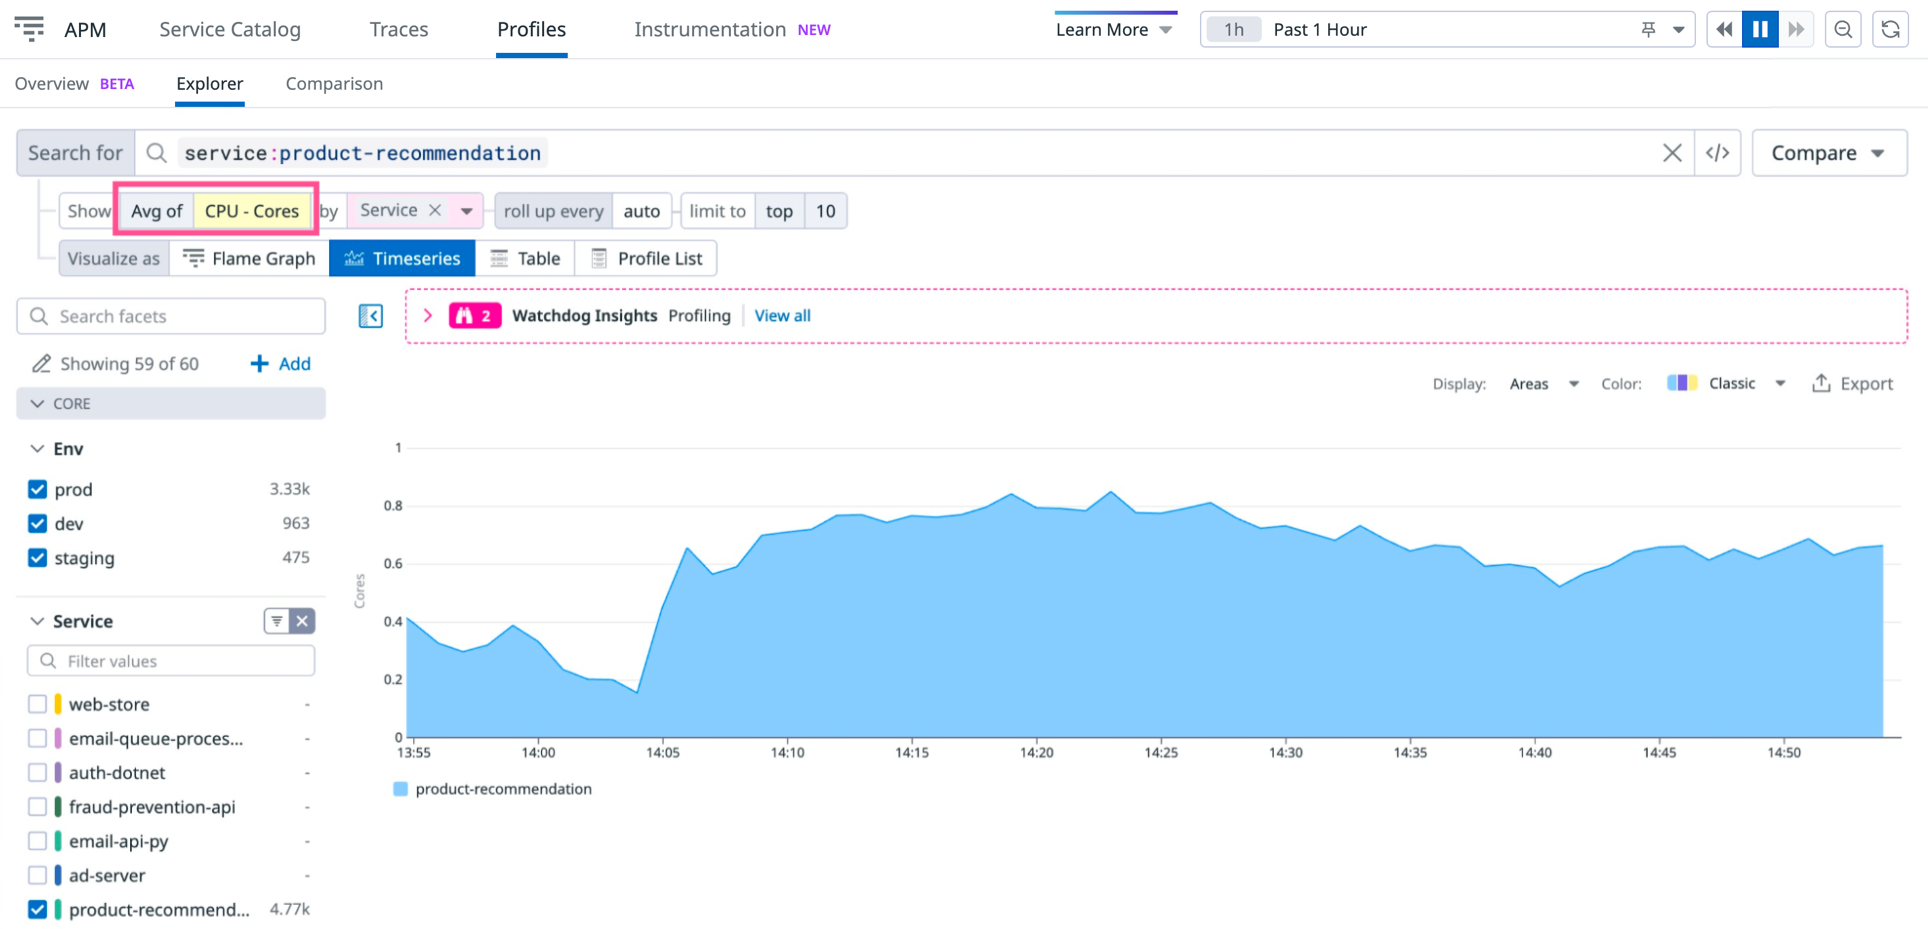 APM Service Catalog Traces Profiles Instrumentation NEW Learn More 1h Past 1 Hour
Overview BETA Explorer Comparison
Search for service:product-recommendation </> Compare
Show Avg of CPU - Cores by Service roll up every auto limit to top 10
Visualize as Flame Graph Timeseries Table Profile List
Search facets
2 Watchdog Insights Profiling View all
Showing 59 of 60 + Add
Display: Areas Color: Classic Export
CORE
Env
prod 3.33k
dev 963
staging 475
Service
Filter values
web-store -
email-queue-proces... -
auth-dotnet -
fraud-prevention-api -
email-api-py -
ad-server -
product-recommend... 4.77k
1
0.8
0.6
0.4
0.2
0
Cores
13:55 14:00 14:05 14:10 14:15 14:20 14:25 14:30 14:35 14:40 14:45 14:50
product-recommendation